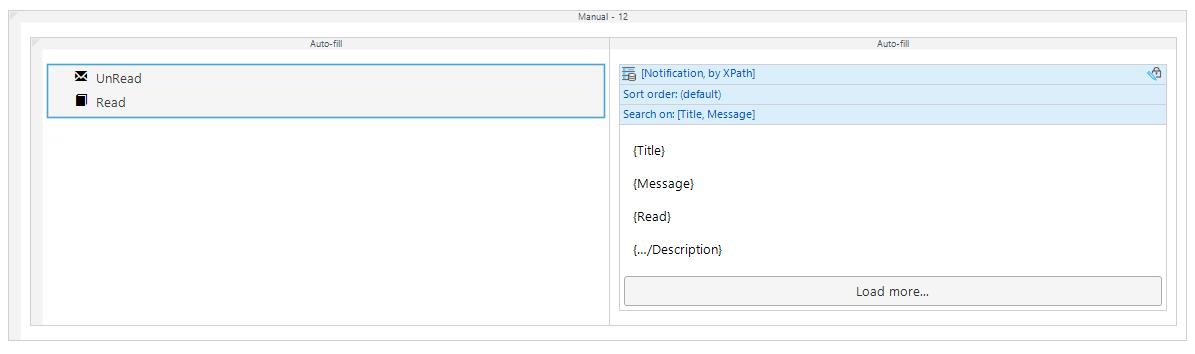 Manual - 12
Auto-fill
Auto-fill
UnRead
Read
[Notification, by XPath]
Sort order: (default)
Search on: [Title, Message]
{Title}
{Message}
{Read}
{.../Description}
Load more...